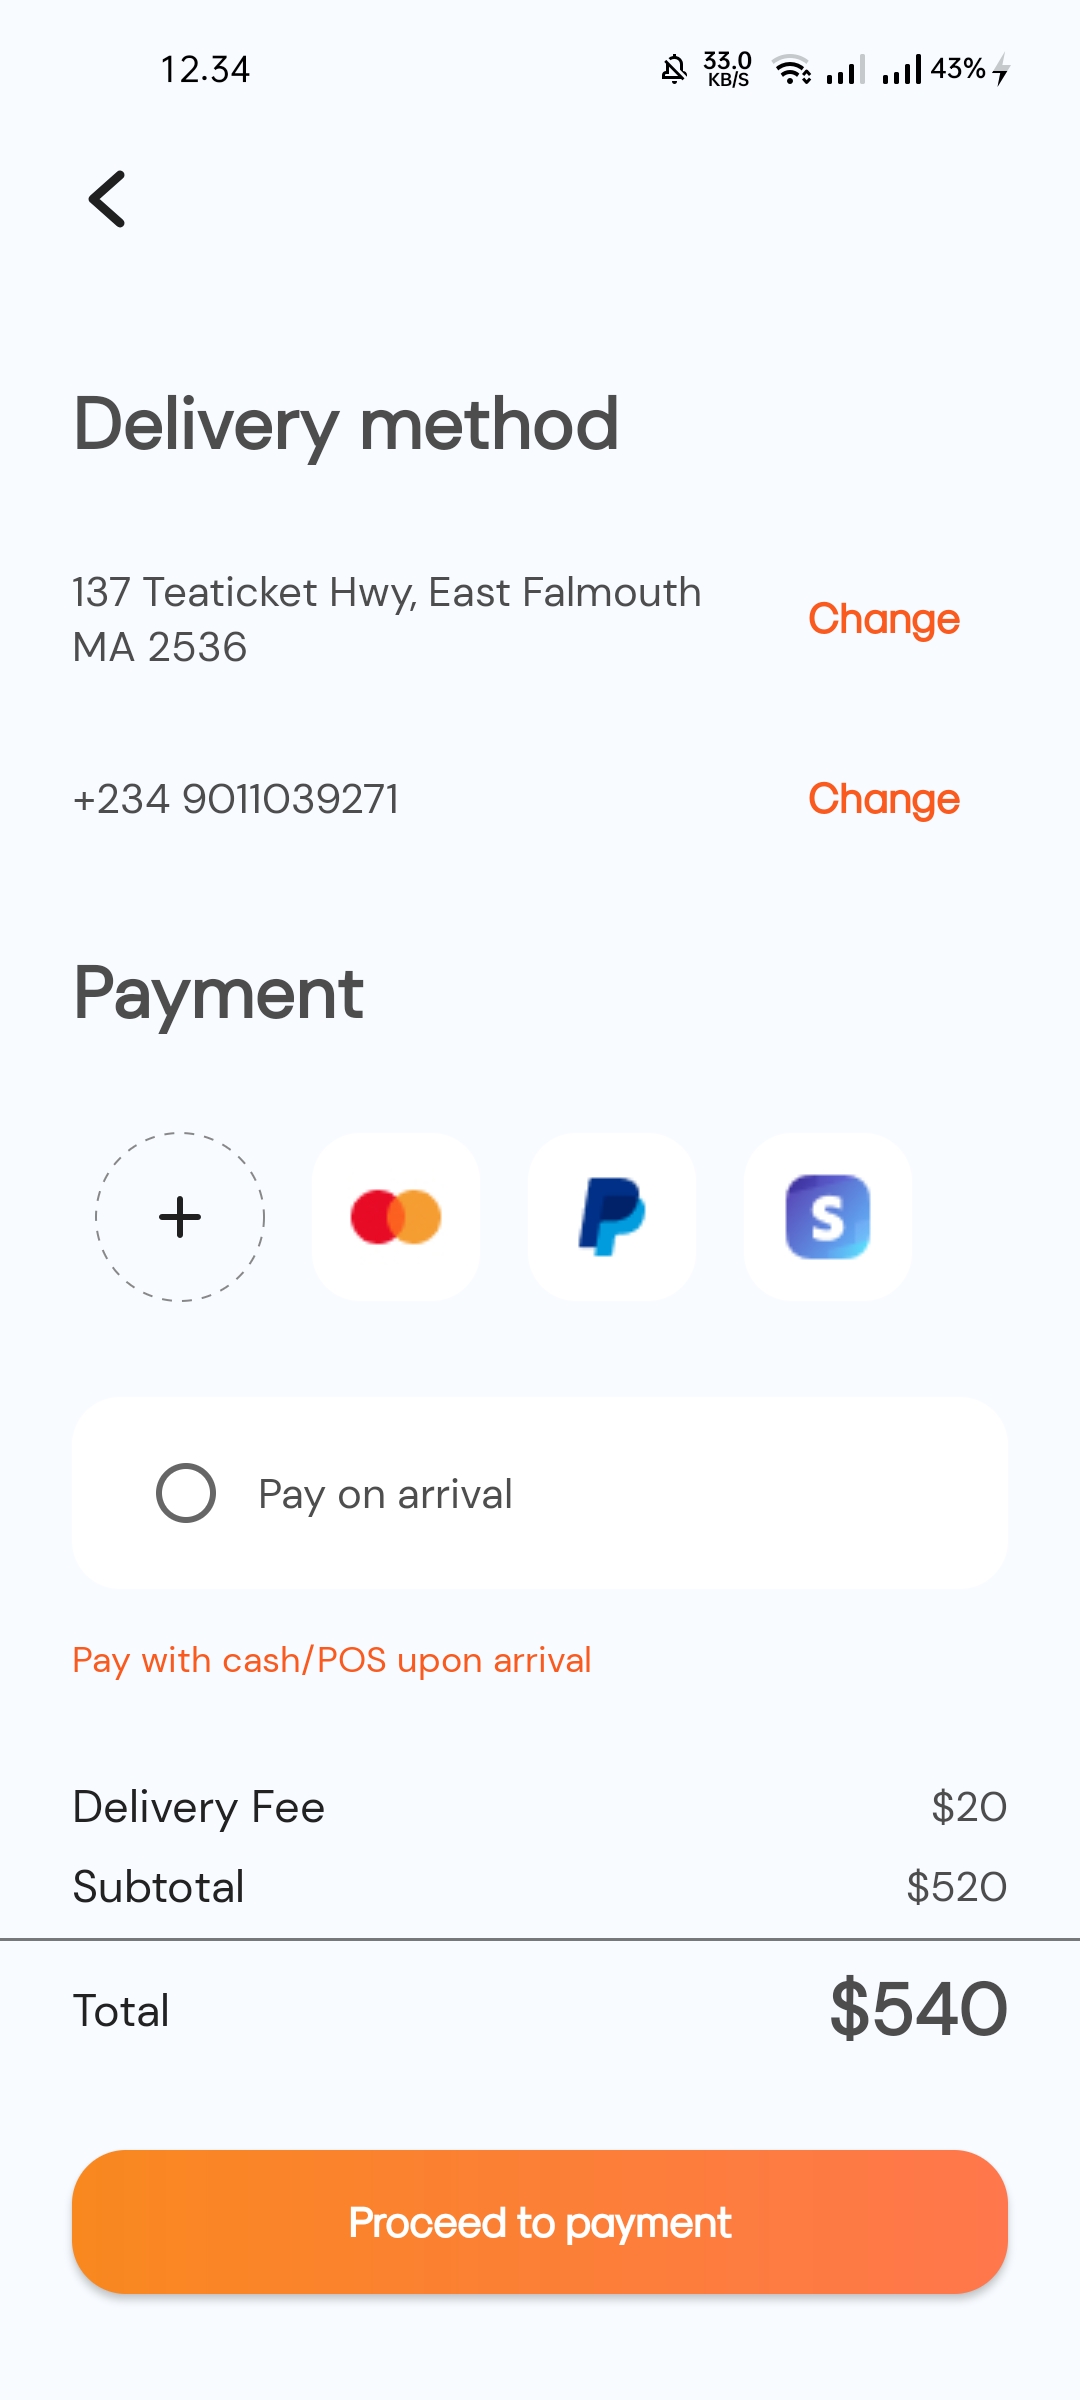 12.34
33.0
KB/S
43%
Delivery method
137 Teaticket Hwy, East Falmouth
MA 2536
Change
+234 9011039271
Change
Payment
S
Pay on arrival
Pay with cash/POS upon arrival
Delivery Fee
$20
Subtotal
$520
Total
$540
Proceed to payment